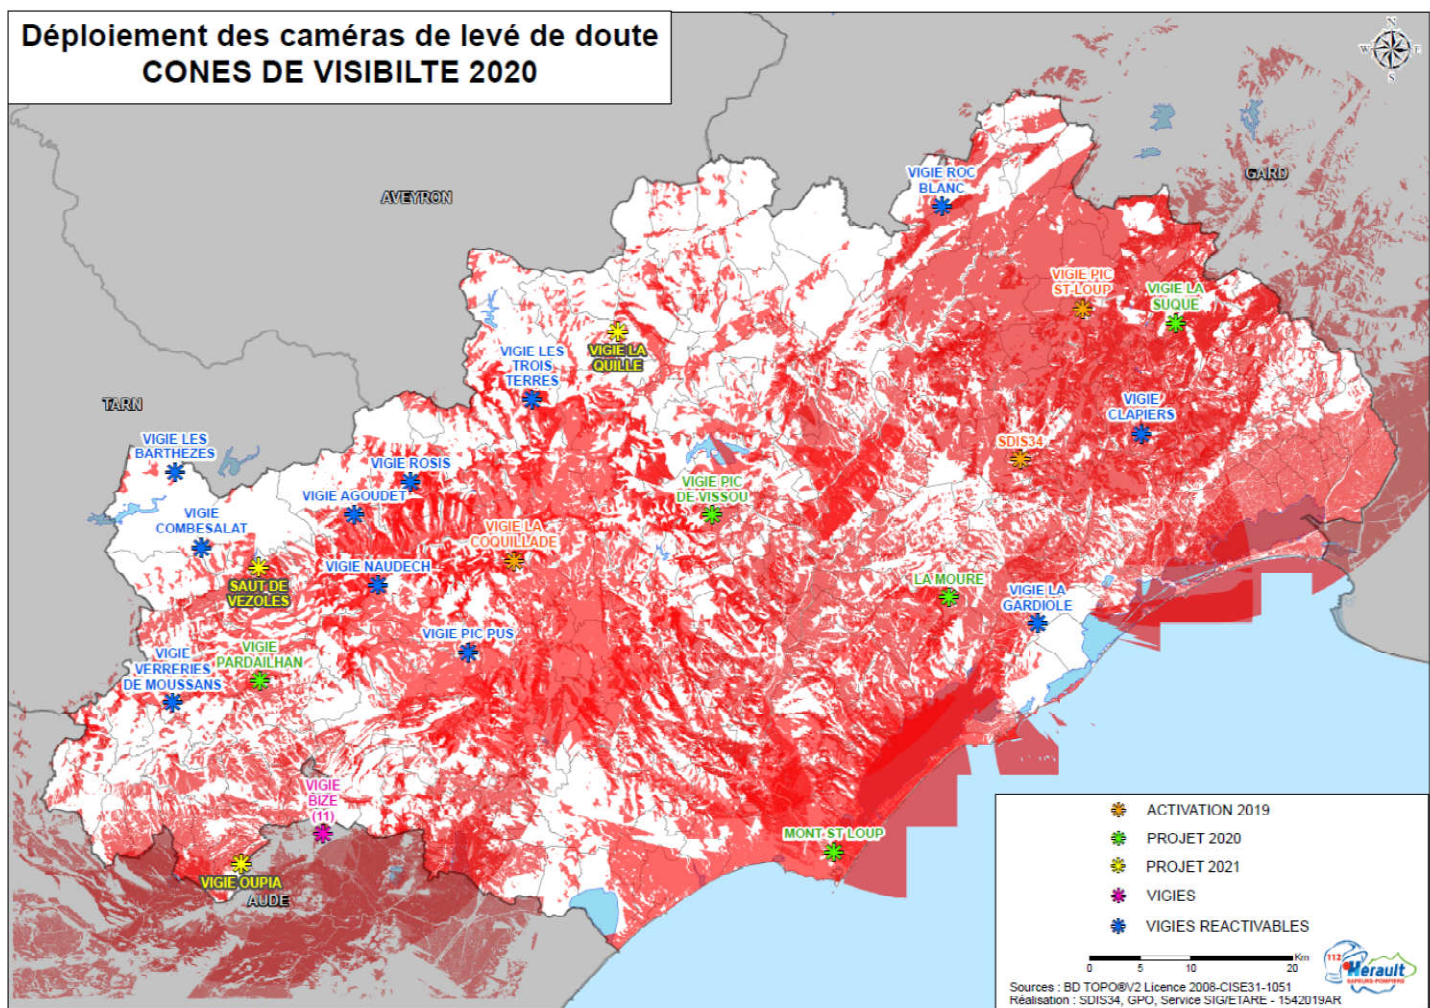 Déploiement des caméras de levé de doute
CONES DE VISIBILTE 2020
N
W
E
S
AVEYRON
GARD
VIGIE ROC
BLANC
VIGIE PIC
ST-LOUP
VIGIE LA
SUQUE
VIGIE LA
QUILLE
VIGIE LES
TROIS
TERRES
TARN
VIGIE
CLAPIERS
VIGIE LES
BARTHEZES
SDIS34
VIGIE ROSIS
VIGIE PIC
DE VISSOU
VIGIE AGOUDET
VIGIE
COMBESALAT
VIGIE LA
COQUILLADE
VIGIE NAUDECH
SAUT DE
VEZOLES
LA MOURE
VIGIE LA
GARDIOLE
VIGIE PIC PUS
VIGIE
PARDAILHAN
VIGIE
VERRERIES
DE MOUSSANS
VIGIE
BIZE
(11)
MONT ST LOUP
VIGIE OUPIA
AUDE
ACTIVATION 2019
PROJET 2020
PROJET 2021
VIGIES
VIGIES REACTIVABLES
Km
0 5 10 20
112
Hérault
SAPEURS-POMPIERS
Sources : BD TOPO®V2 Licence 2008-CISE31-1051
Réalisation : SDIS34, GPO, Service SIG/ETARE - 1542019AR